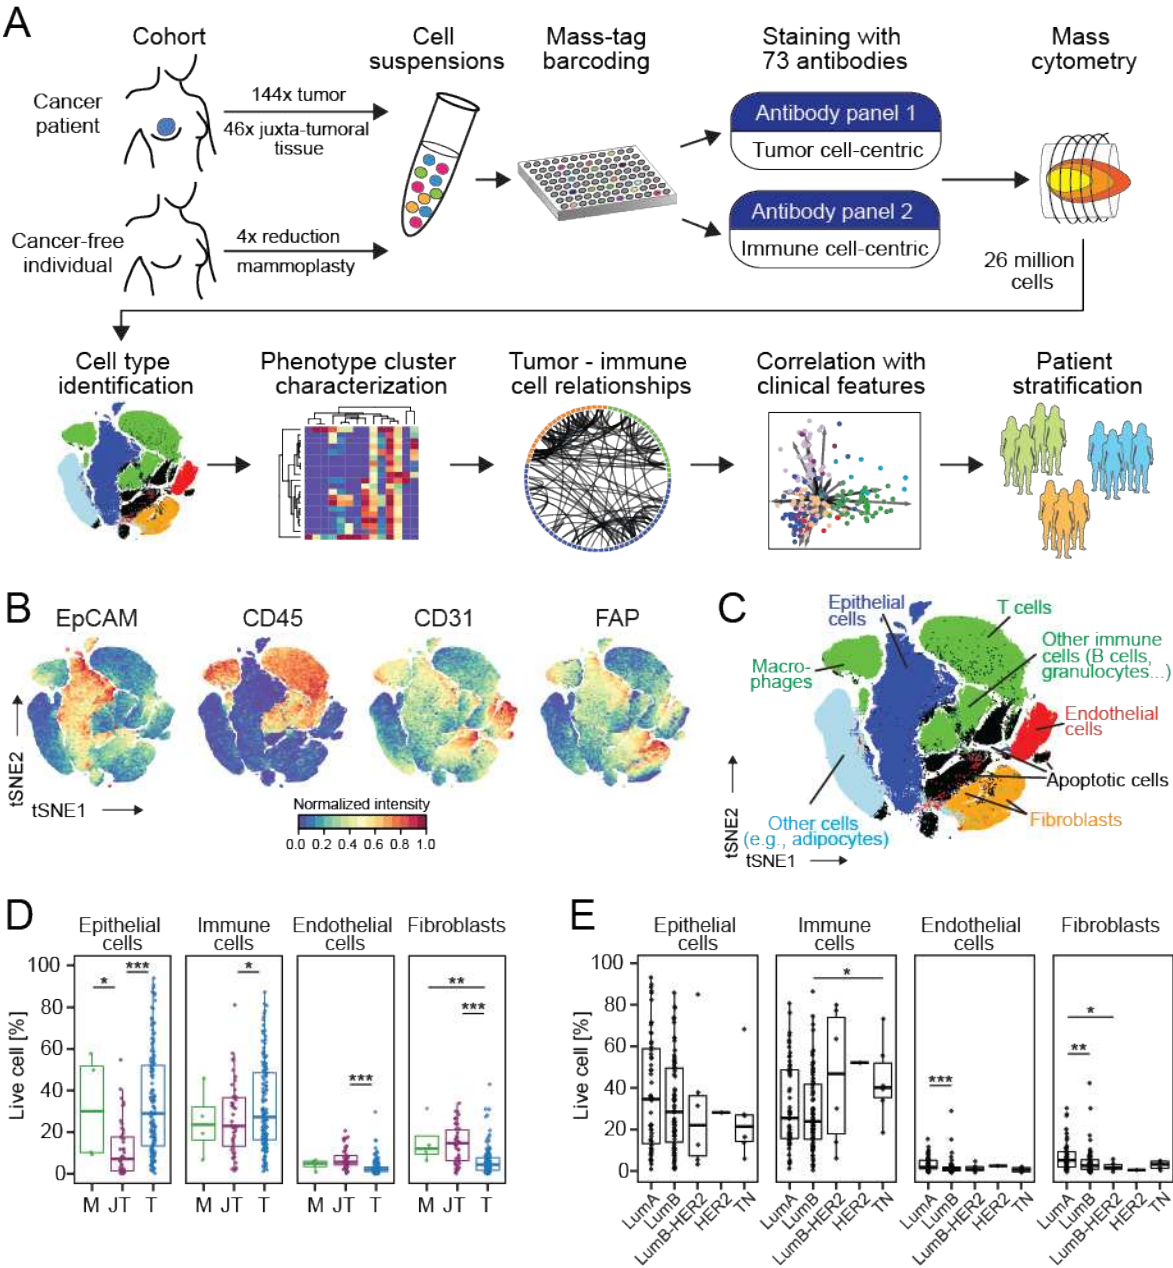 A
Cohort
Cancer
patient
144x tumor
46x juxta-tumoral
tissue
Cancer-free
individual
4x reduction
mammoplasty
Cell
suspensions
Mass-tag
barcoding
Staining with
73 antibodies
Antibody panel 1
Tumor cell-centric
Antibody panel 2
Immune cell-centric
Mass
cytometry
26 million
cells
Cell type
identification
Phenotype cluster
characterization
Tumor - immune
cell relationships
Correlation with
clinical features
Patient
stratification
B
EpCAM
CD45
CD31
FAP
tSNE2
tSNE1
Normalized intensity
0.0 0.2 0.4 0.6 0.8 1.0
C
Epithelial
cells
T cells
Macro-
phages
Other immune
cells (B cells,
granulocytes...)
Endothelial
cells
Apoptotic cells
Fibroblasts
Other cells
(e.g., adipocytes)
tSNE2
tSNE1
D
Epithelial
cells
Immune
cells
Endothelial
cells
Fibroblasts
Live cell [%]
100
80
60
40
20
0
* ***
*
***
**
***
M JT T
M JT T
M JT T
M JT T
E
Epithelial
cells
Immune
cells
Endothelial
cells
Fibroblasts
Live cell [%]
100
80
60
40
20
0
*
***
*
**
LumA LumB LumB-HER2 HER2 TN
LumA LumB LumB-HER2 HER2 TN
LumA LumB LumB-HER2 HER2 TN
LumA LumB LumB-HER2 HER2 TN